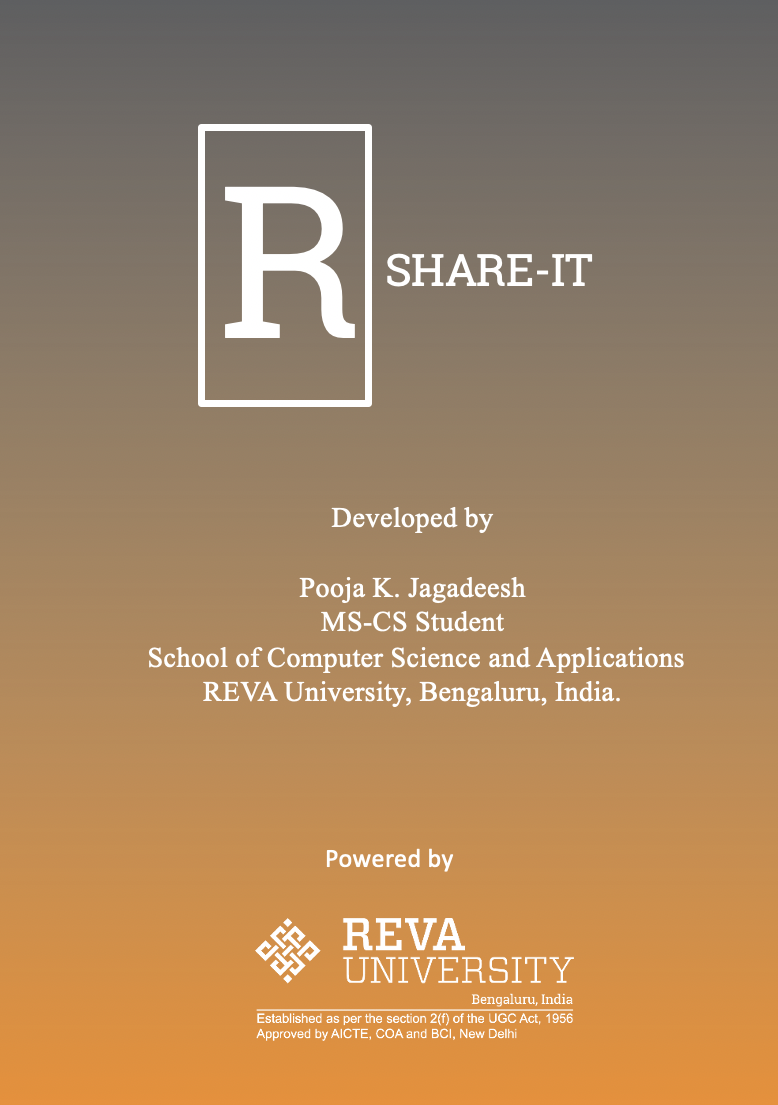 R
SHARE-IT
Developed by
Pooja K. Jagadeesh
MS-CS Student
School of Computer Science and Applications
REVA University, Bengaluru, India.
Powered by
REVA
UNIVERSITY
Bengaluru, India
Established as per the section 2(f) of the UGC Act, 1956
Approved by AICTE, COA and BCI, New Delhi